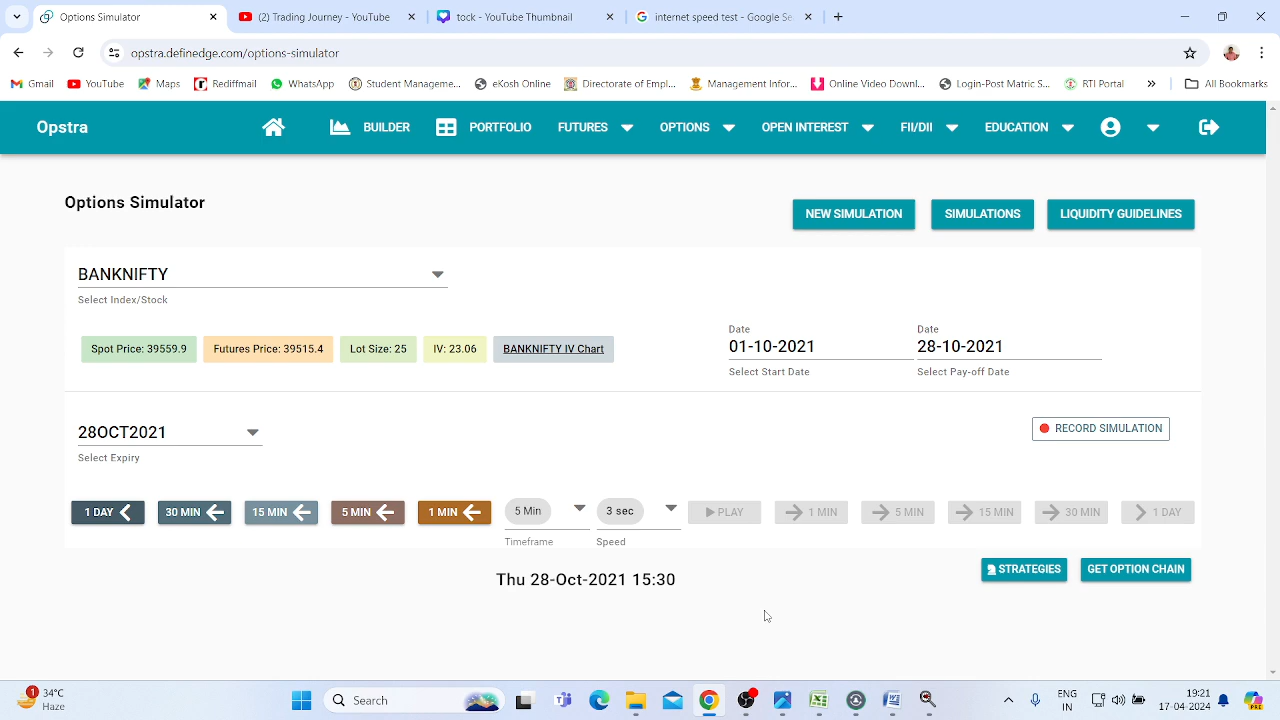 Opstra Definedge
(2) Trading Journey - YouTube
tock - YouTube Thumbnail
internet speed test - Google Se
opstra.definedge.com/options-simulator
Gmail
YouTube
Maps
Rediffmail
WhatsApp
Student Manageme...
eKosh Online
Directorate of Empl...
Management Infor...
Online Video Downl...
Login-Post Matric S...
RTI Portal
All Bookmarks
Opstra
BUILDER
PORTFOLIO
FUTURES
OPTIONS
OPEN INTEREST
FII/DII
EDUCATION
Options Simulator
NEW SIMULATION
SIMULATIONS
LIQUIDITY GUIDELINES
BANKNIFTY
Select Index/Stock
Spot Price: 39559.9
Futures Price: 39515.4
Lot Size: 25
IV: 23.06
BANKNIFTY IV Chart
Date
01-10-2021
Select Start Date
Date
28-10-2021
Select Pay-off Date
28OCT2021
Select Expiry
RECORD SIMULATION
1 DAY
30 MIN
15 MIN
5 MIN
1 MIN
5 Min
Timeframe
3 sec
Speed
PLAY
1 MIN
5 MIN
15 MIN
30 MIN
1 DAY
Thu 28-Oct-2021 15:30
STRATEGIES
GET OPTION CHAIN
1
34°C
Haze
Search
ENG
IN
19:21
17-04-2024
PRE